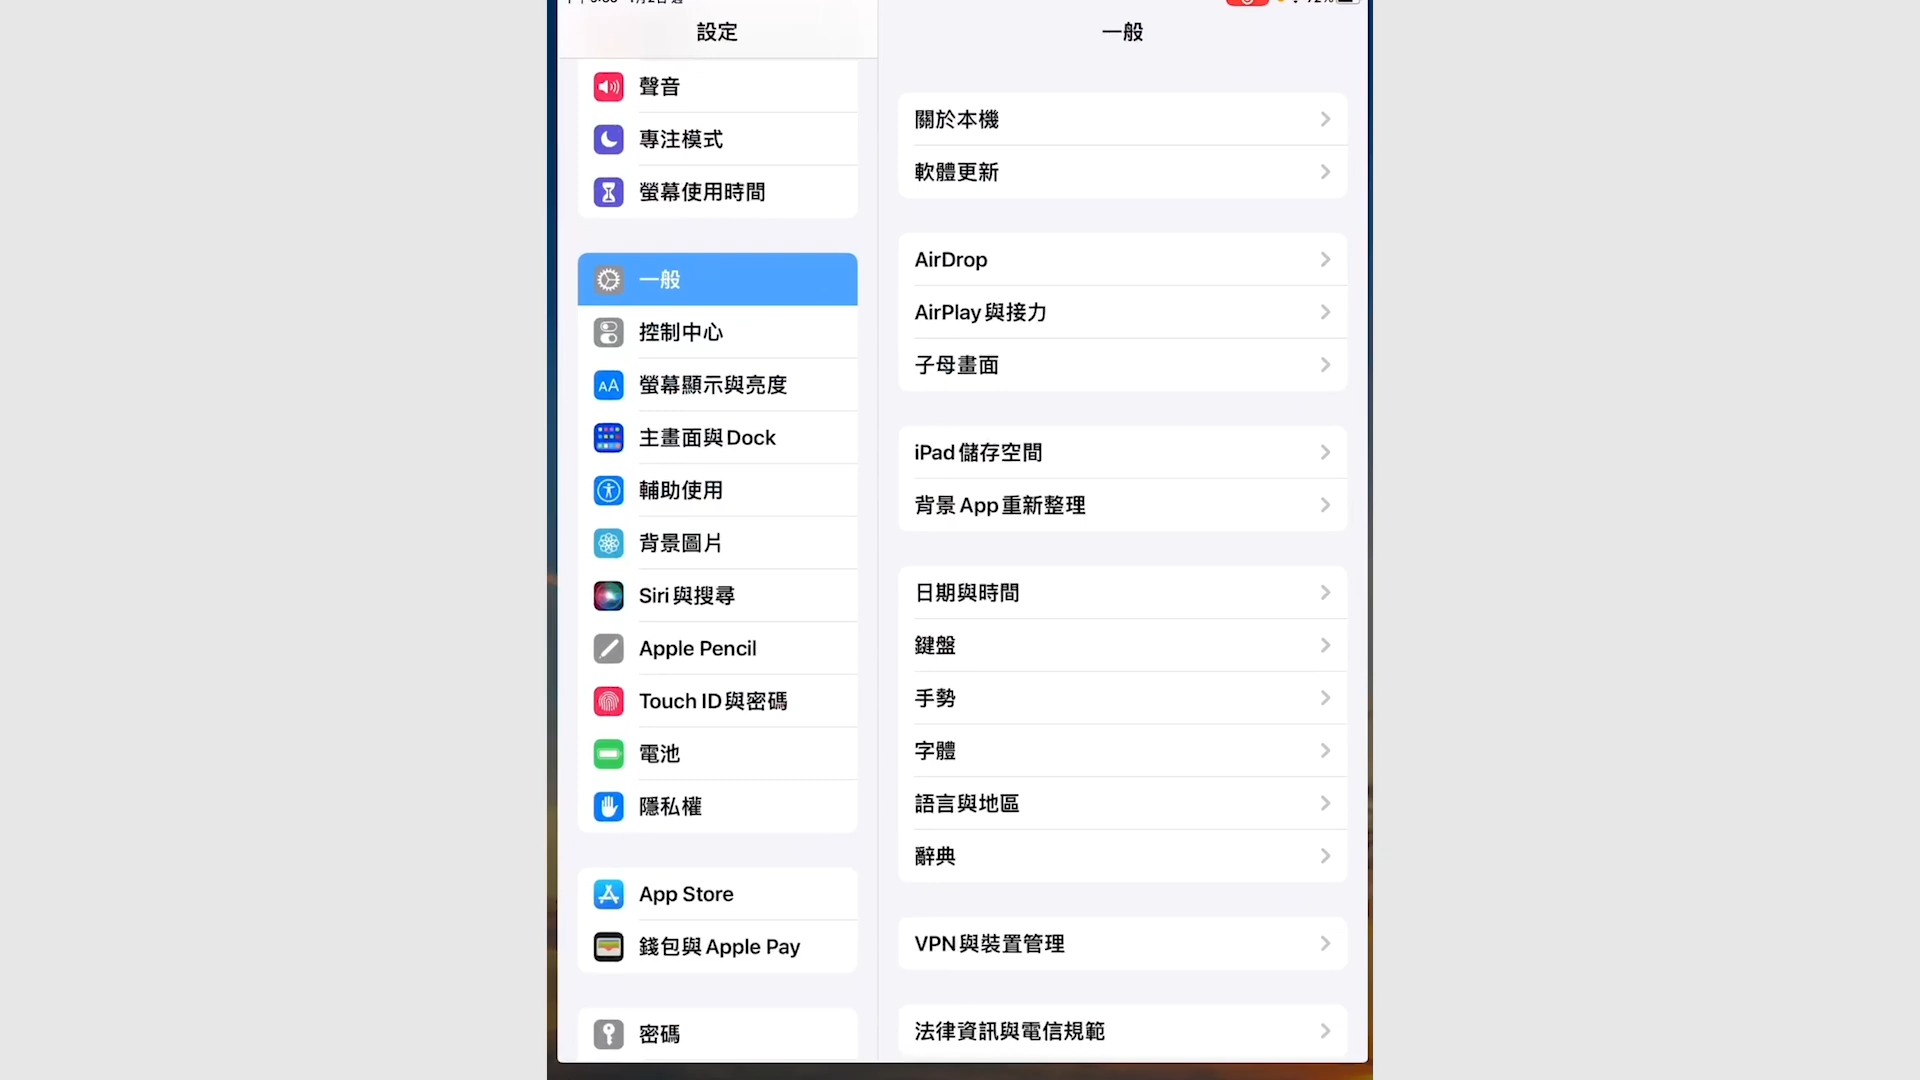 設定
聲音
專注模式
螢幕使用時間
一般
控制中心
螢幕顯示與亮度
主畫面與Dock
輔助使用
背景圖片
Siri與搜尋
Apple Pencil
Touch ID與密碼
電池
隱私權
App Store
錢包與Apple Pay
密碼
一般
關於本機
軟體更新
AirDrop
AirPlay與接力
子母畫面
iPad儲存空間
背景App重新整理
日期與時間
鍵盤
手勢
字體
語言與地區
辭典
VPN與裝置管理
法律資訊與電信規範